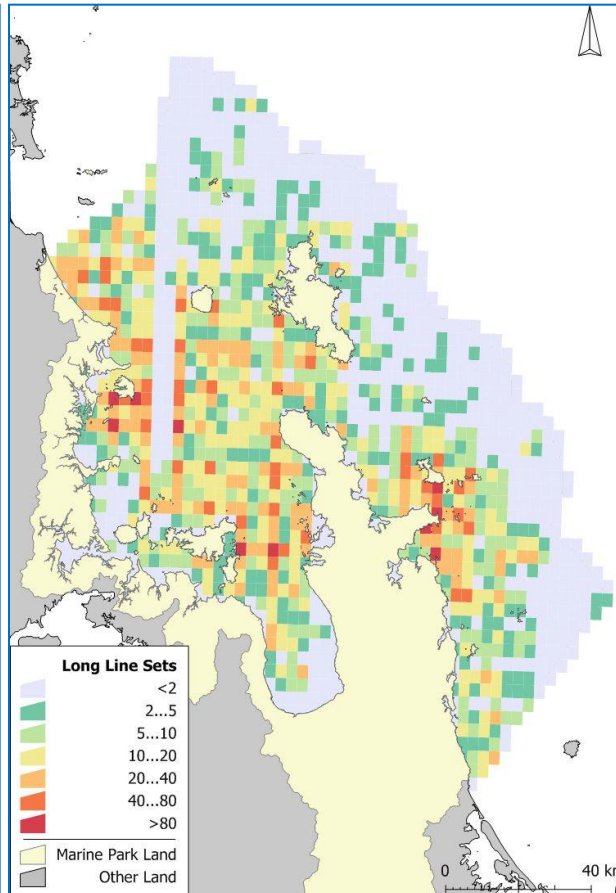 Long Line Sets
<2
2...5
5...10
10...20
20...40
40...80
>80
Marine Park Land
Other Land
0 40 km